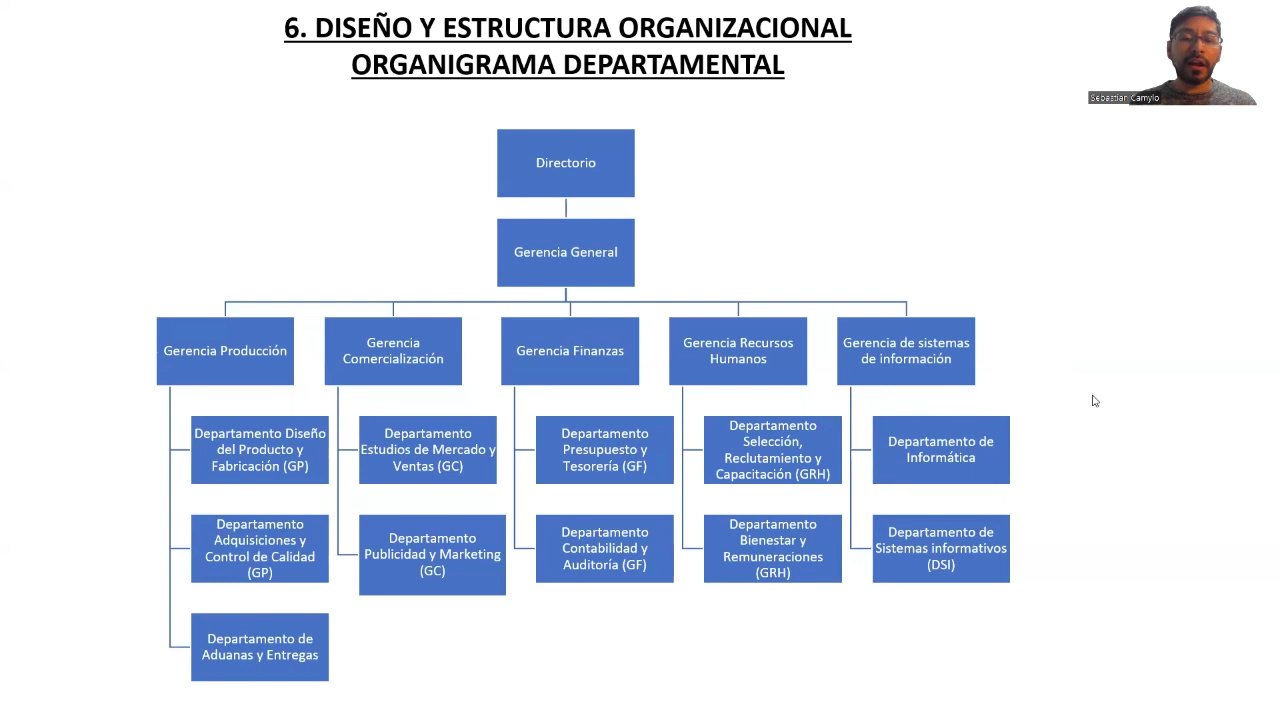 6. DISEÑO Y ESTRUCTURA ORGANIZACIONAL
ORGANIGRAMA DEPARTAMENTAL
Sebastian Camylo
Directorio
Gerencia General
Gerencia Producción
Gerencia
Comercialización
Gerencia Finanzas
Gerencia Recursos
Humanos
Gerencia de sistemas
de información
Departamento Diseño
del Producto y
Fabricación (GP)
Departamento
Estudios de Mercado y
Ventas (GC)
Departamento
Presupuesto y
Tesorería (GF)
Departamento
Selección,
Reclutamiento y
Capacitación (GRH)
Departamento de
Informática
Departamento
Adquisiciones y
Control de Calidad
(GP)
Departamento
Publicidad y Marketing
(GC)
Departamento
Contabilidad y
Auditoría (GF)
Departamento
Bienestar y
Remuneraciones
(GRH)
Departamento de
Sistemas informativos
(DSI)
Departamento de
Aduanas y Entregas